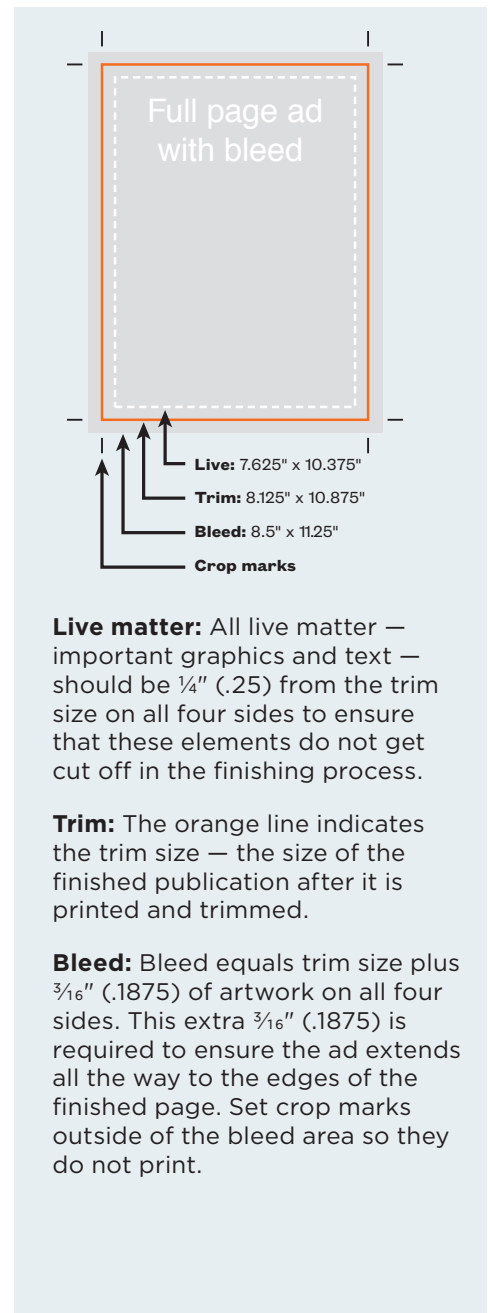 Full page ad
with bleed
Live: 7.625" x 10.375"
Trim: 8.125" x 10.875"
Bleed: 8.5" x 11.25"
Crop marks
Live matter: All live matter —
important graphics and text —
should be ¼" (.25) from the trim
size on all four sides to ensure
that these elements do not get
cut off in the finishing process.
Trim: The orange line indicates
the trim size — the size of the
finished publication after it is
printed and trimmed.
Bleed: Bleed equals trim size plus
³⁄₁₆" (.1875) of artwork on all four
sides. This extra ³⁄₁₆" (.1875) is
required to ensure the ad extends
all the way to the edges of the
finished page. Set crop marks
outside of the bleed area so they
do not print.